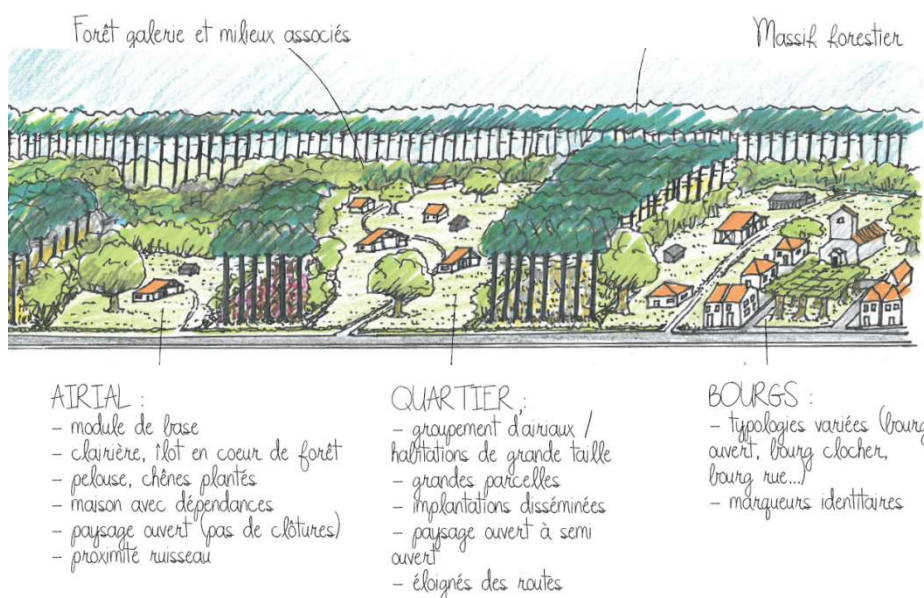 Forêt galerie et milieux associés
Massif forestier
AIRIAL :
- module de base
- clairière, îlot en coeur de forêt
- pelouse, chênes plantés
- maison avec dépendances
- paysage ouvert (pas de clôtures)
- proximité ruisseau
QUARTIER :
- groupement d'airiaux /
habitations de grande taille
- grandes parcelles
- implantations disséminées
- paysage ouvert à semi
ouvert
- éloignés des routes
BOURGS :
- typologies variées (bourg
ouvert, bourg clocher,
bourg rue...)
- marqueurs identitaires